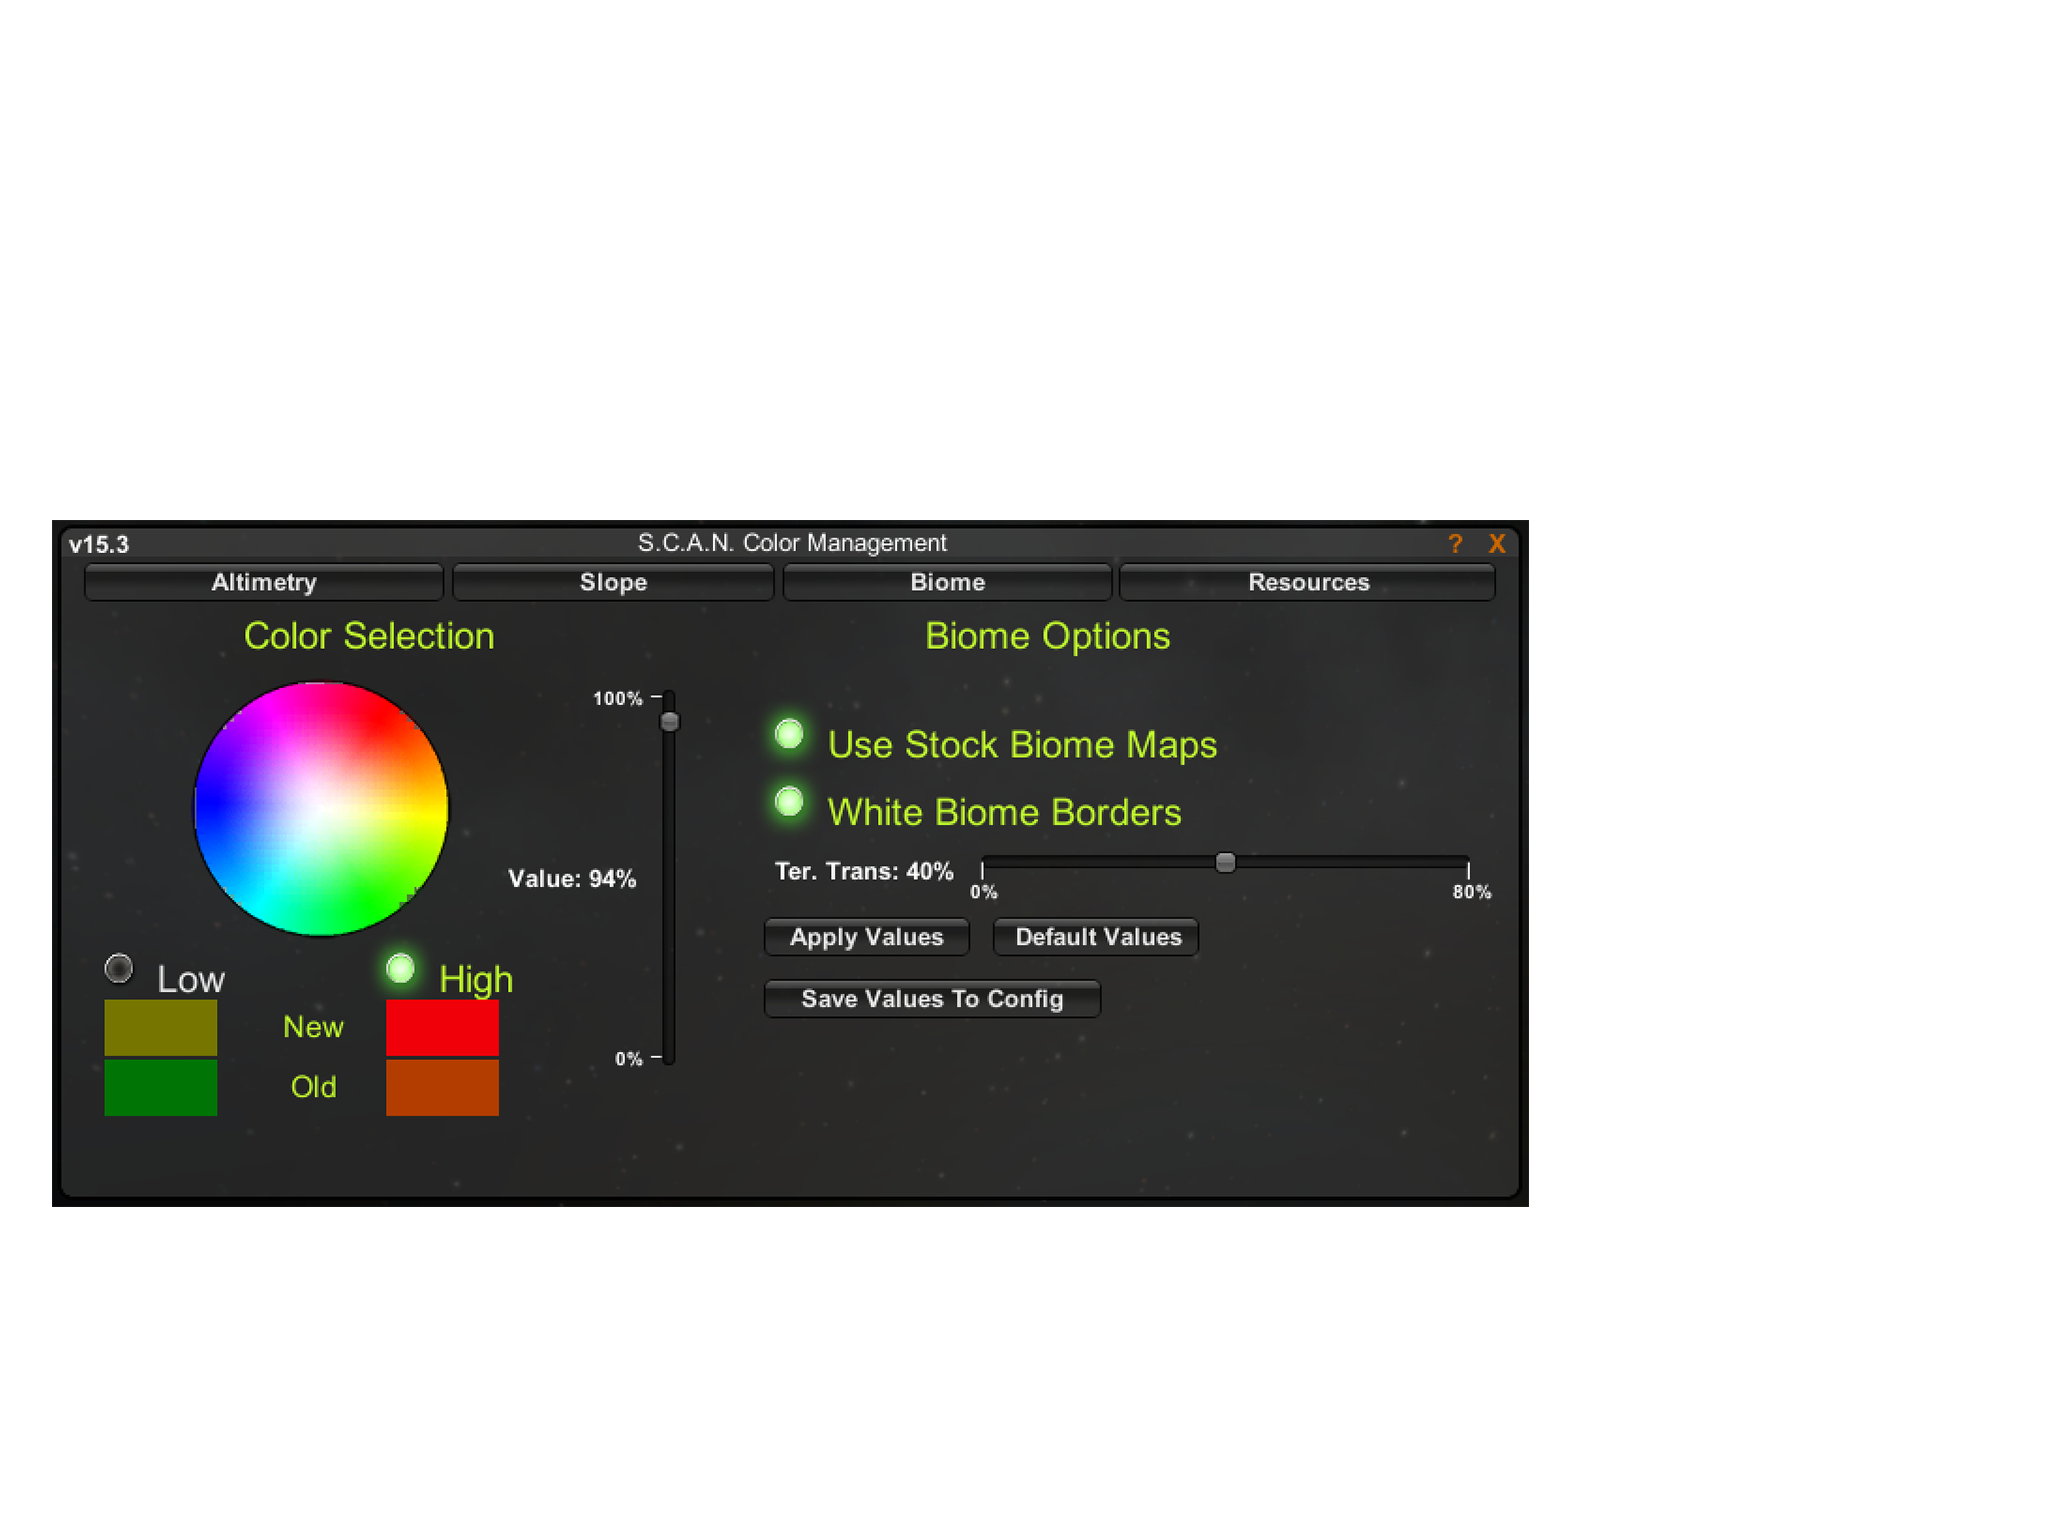 v15.3 S.C.A.N. Color Management ? X
Altimetry Slope Biome Resources
Color Selection
100%
Value: 94%
0%
Low High
New
Old
Biome Options
Use Stock Biome Maps
White Biome Borders
Ter. Trans: 40%
0% 80%
Apply Values Default Values
Save Values To Config